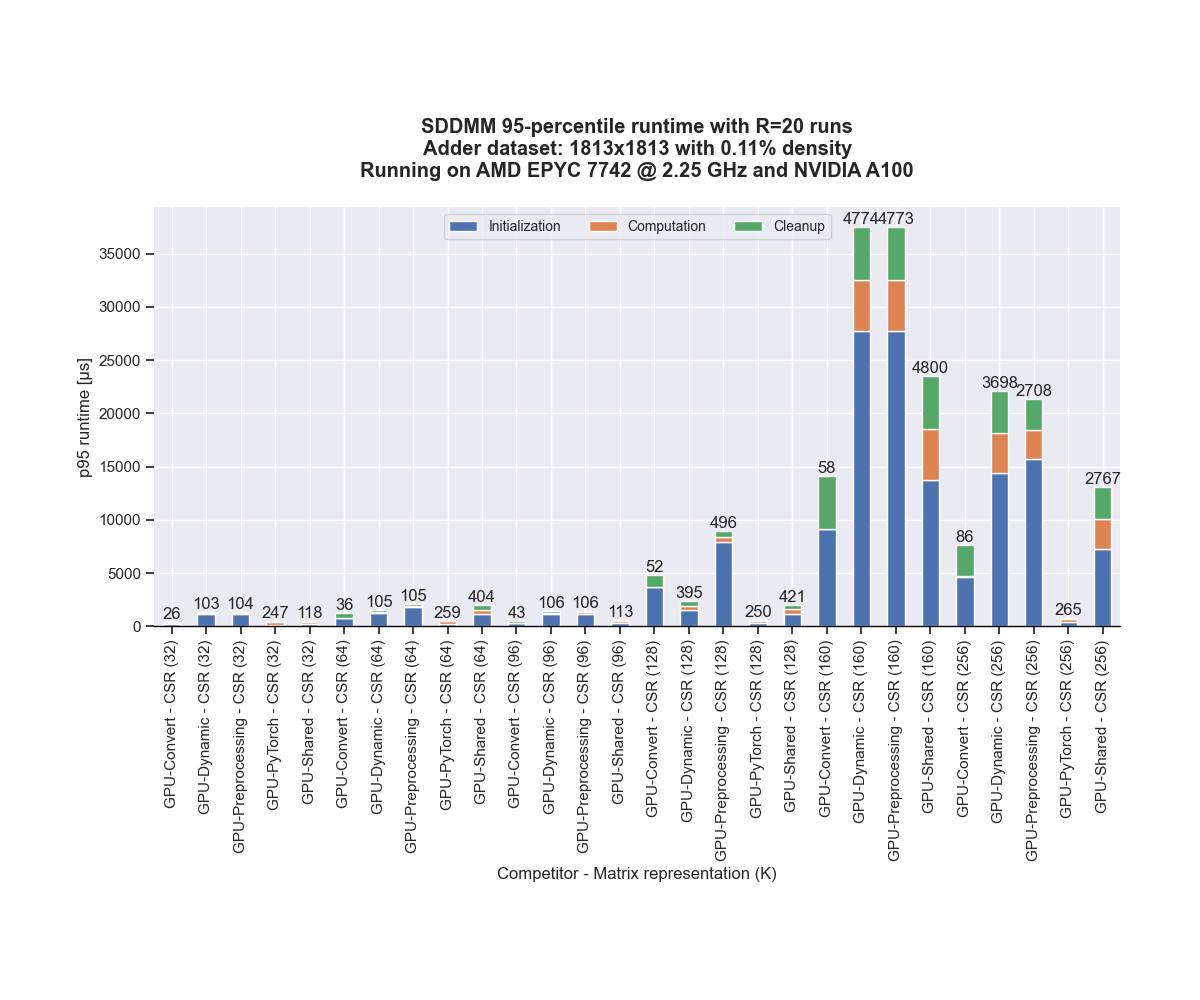 SDDMM 95-percentile runtime with R=20 runs
Adder dataset: 1813x1813 with 0.11% density
Running on AMD EPYC 7742 @ 2.25 GHz and NVIDIA A100
Initialization
Computation
Cleanup
p95 runtime [µs]
35000
30000
25000
20000
15000
10000
5000
0
26
103
104
247
118
36
105
105
259
404
43
106
106
113
52
395
496
250
421
58
4774
4773
4800
86
3698
2708
265
2767
GPU-Convert - CSR (32)
GPU-Dynamic - CSR (32)
GPU-Preprocessing - CSR (32)
GPU-PyTorch - CSR (32)
GPU-Shared - CSR (32)
GPU-Convert - CSR (64)
GPU-Dynamic - CSR (64)
GPU-Preprocessing - CSR (64)
GPU-PyTorch - CSR (64)
GPU-Shared - CSR (64)
GPU-Convert - CSR (96)
GPU-Dynamic - CSR (96)
GPU-Preprocessing - CSR (96)
GPU-Shared - CSR (96)
GPU-Convert - CSR (128)
GPU-Dynamic - CSR (128)
GPU-Preprocessing - CSR (128)
GPU-PyTorch - CSR (128)
GPU-Shared - CSR (128)
GPU-Convert - CSR (160)
GPU-Dynamic - CSR (160)
GPU-Preprocessing - CSR (160)
GPU-Shared - CSR (160)
GPU-Convert - CSR (256)
GPU-Dynamic - CSR (256)
GPU-Preprocessing - CSR (256)
GPU-PyTorch - CSR (256)
GPU-Shared - CSR (256)
Competitor - Matrix representation (K)